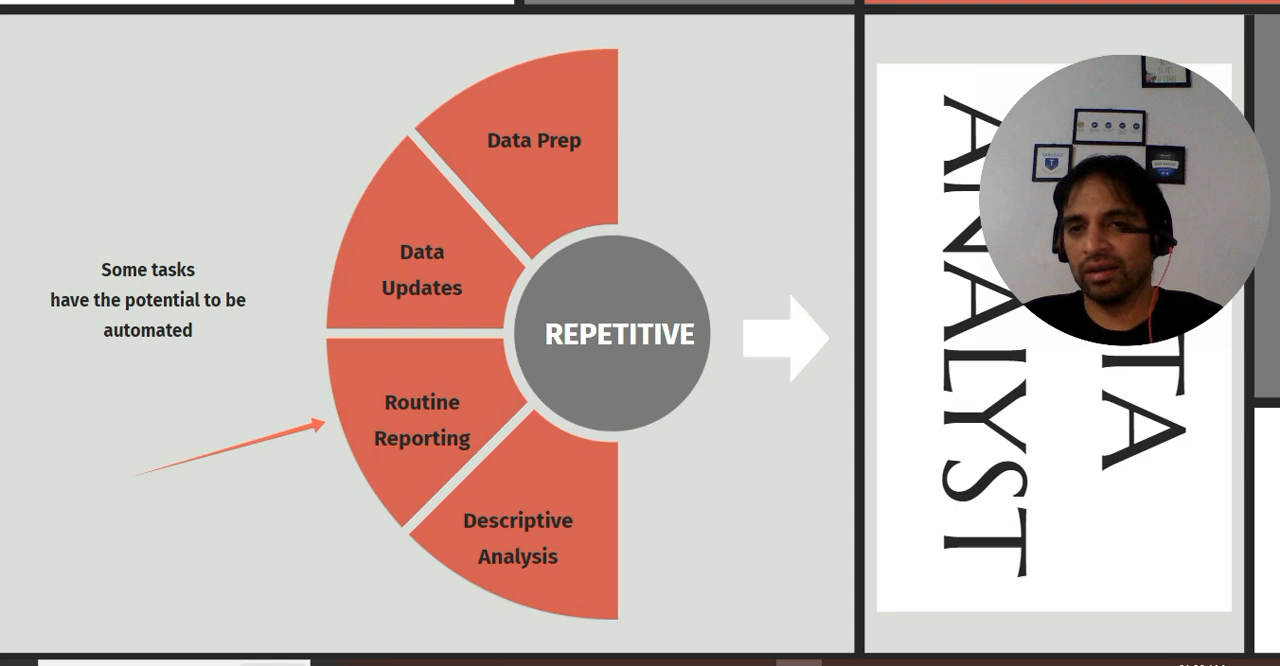 Some tasks
have the potential to be
automated
Data Prep
Data
Updates
Routine
Reporting
Descriptive
Analysis
REPETITIVE
TA
ANALYST